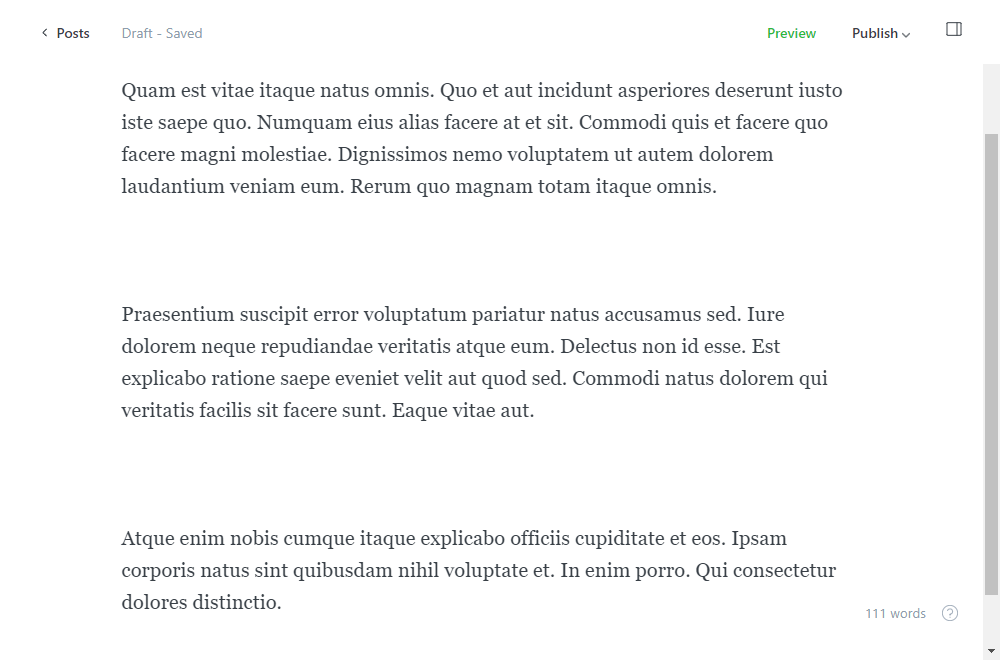 Posts Draft - Saved Preview Publish
Quam est vitae itaque natus omnis. Quo et aut incidunt asperiores deserunt iusto
iste saepe quo. Numquam eius alias facere at et sit. Commodi quis et facere quo
facere magni molestiae. Dignissimos nemo voluptatem ut autem dolorem
laudantium veniam eum. Rerum quo magnam totam itaque omnis.
Praesentium suscipit error voluptatum pariatur natus accusamus sed. Iure
dolorem neque repudiandae veritatis atque eum. Delectus non id esse. Est
explicabo ratione saepe eveniet velit aut quod sed. Commodi natus dolorem qui
veritatis facilis sit facere sunt. Eaque vitae aut.
Atque enim nobis cumque itaque explicabo officiis cupiditate et eos. Ipsam
corporis natus sint quibusdam nihil voluptate et. In enim porro. Qui consectetur
dolores distinctio.
111 words